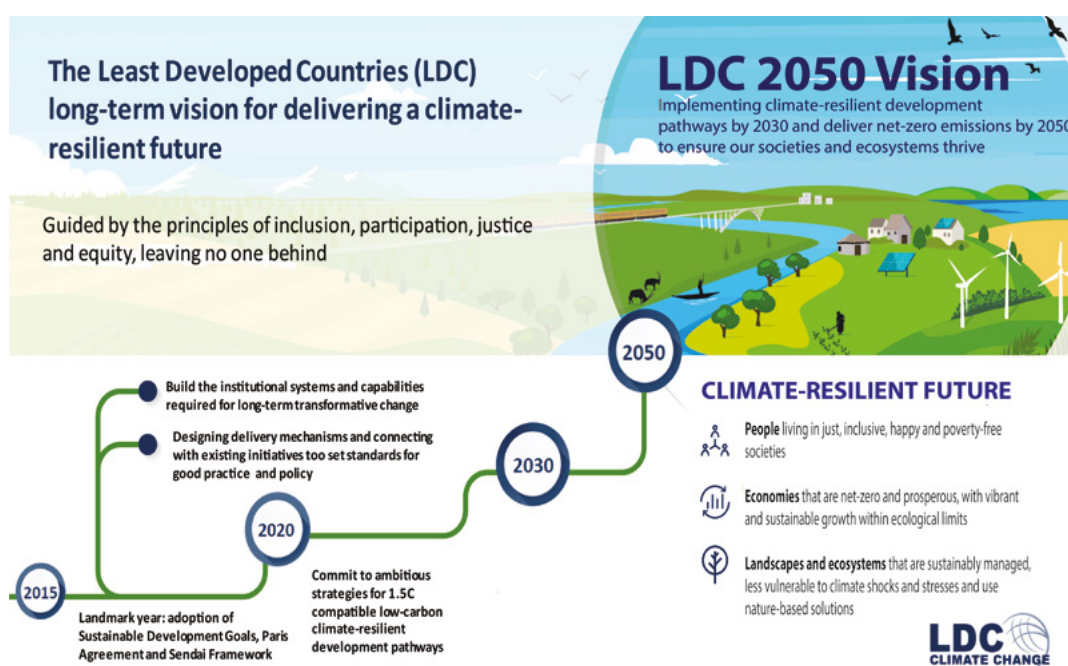 The Least Developed Countries (LDC)
long-term vision for delivering a climate-
resilient future
Guided by the principles of inclusion, participation, justice
and equity, leaving no one behind
LDC 2050 Vision
Implementing climate-resilient development
pathways by 2030 and deliver net-zero emissions by 2050
to ensure our societies and ecosystems thrive
2050
Build the institutional systems and capabilities
required for long-term transformative change
Designing delivery mechanisms and connecting
with existing initiatives too set standards for
good practice and policy
2030
2020
2015
Landmark year: adoption of
Sustainable Development Goals, Paris
Agreement and Sendai Framework
Commit to ambitious
strategies for 1.5C
compatible low-carbon
climate-resilient
development pathways
CLIMATE-RESILIENT FUTURE
People living in just, inclusive, happy and poverty-free
societies
Economies that are net-zero and prosperous, with vibrant
and sustainable growth within ecological limits
Landscapes and ecosystems that are sustainably managed,
less vulnerable to climate shocks and stresses and use
nature-based solutions
LDC
CLIMATE CHANGE